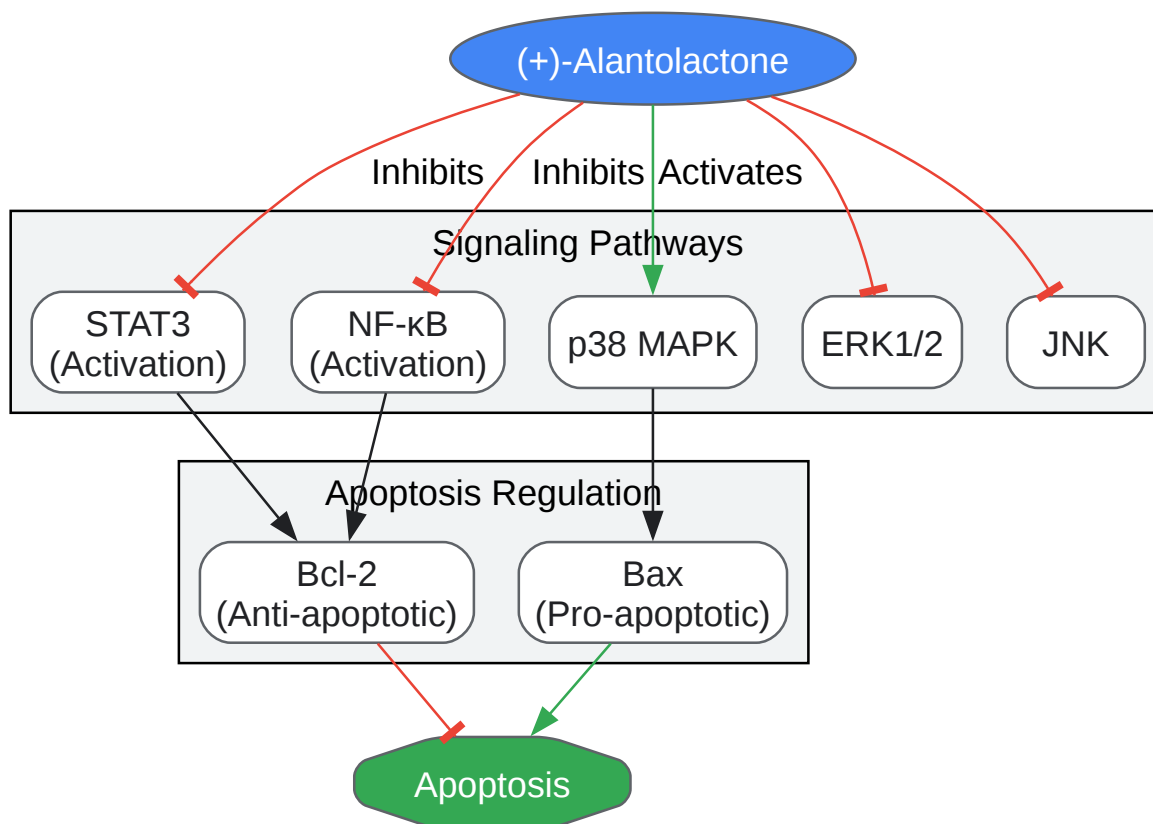 (+)-Alantolactone
Inhibits
Inhibits
Activates
Signaling Pathways
STAT3
(Activation)
NF-κB
(Activation)
p38 MAPK
ERK1/2
JNK
Apoptosis Regulation
Bcl-2
(Anti-apoptotic)
Bax
(Pro-apoptotic)
Apoptosis